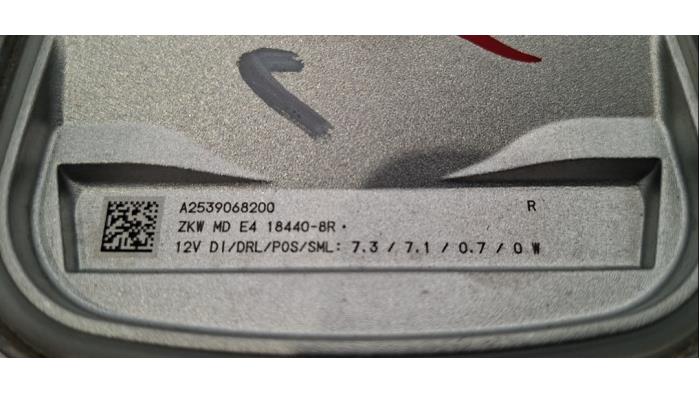 A2539068200 R
ZKW MD E4 18440-8R ·
12V DI/DRL/POS/SML: 7.3 / 7.1 / 0.7 / 0 W